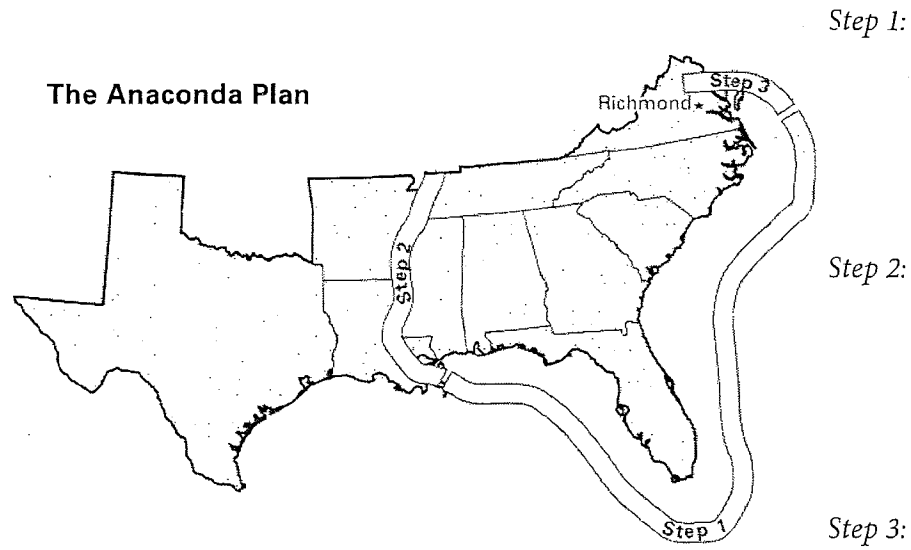 Step 1:
The Anaconda Plan
Step 3
Richmond
Step 2
Step 2:
Step 1
Step 3: